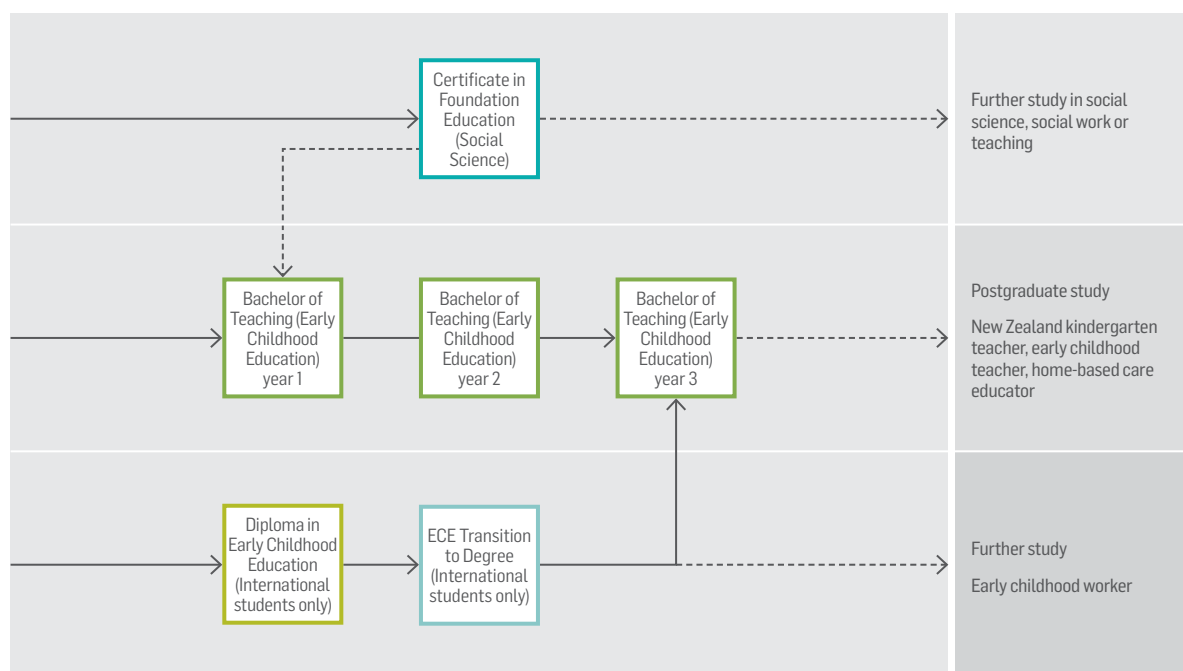 Certificate in
Foundation
Education
(Social
Science)
Further study in social
science, social work or
teaching
Bachelor of
Teaching (Early
Childhood
Education)
year 1
Bachelor of
Teaching (Early
Childhood
Education)
year 2
Bachelor of
Teaching (Early
Childhood
Education)
year 3
Postgraduate study
New Zealand kindergarten
teacher, early childhood
teacher, home-based care
educator
Diploma in
Early Childhood
Education
(International
students only)
ECE Transition
to Degree
(International
students only)
Further study
Early childhood worker